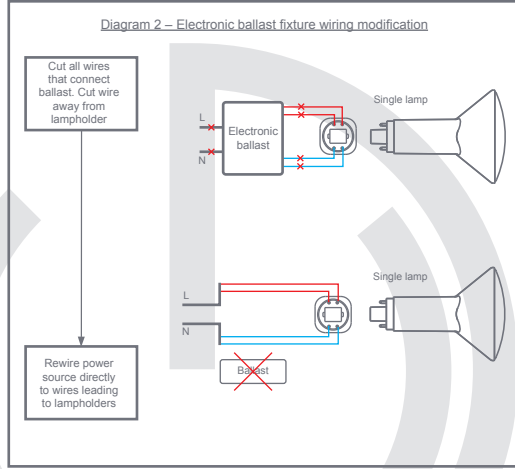 Diagram 2 – Electronic ballast fixture wiring modification
Cut all wires
that connect
ballast. Cut wire
away from
lampholder
L
N
Electronic
ballast
Single lamp
L
N
Single lamp
Ballast
Rewire power
source directly
to wires leading
to lampholders